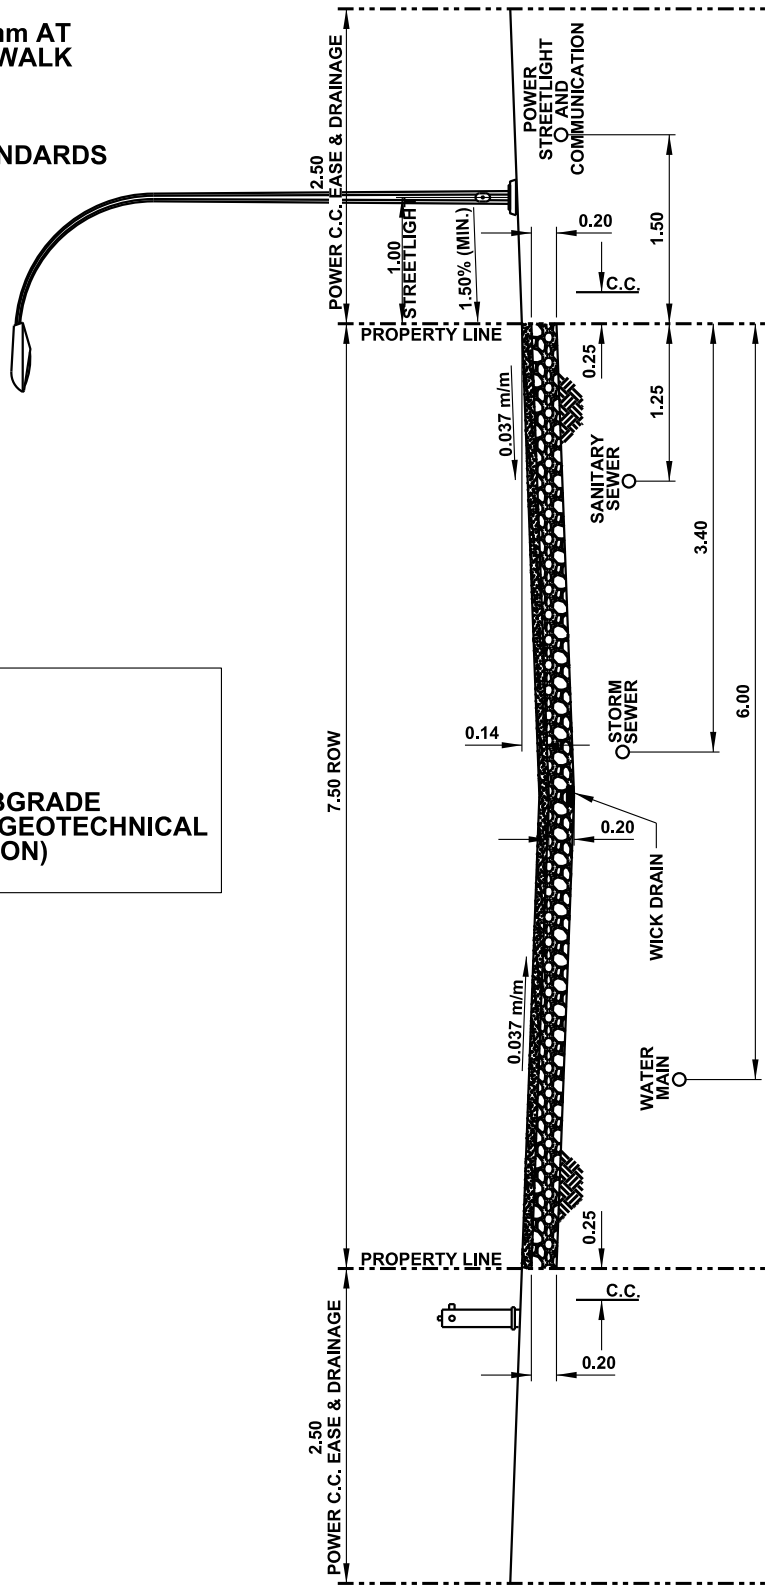 mm AT
WALK
NDARDS
BGRADE
GEOTECHNICAL
ON)
2.50
POWER C.C. EASE & DRAINAGE
1.00
STREETLIGHT
1.50% (MIN.)
POWER
STREETLIGHT
AND
COMMUNICATION
0.20
1.50
C.C.
PROPERTY LINE
0.25
1.25
0.037 m/m
SANITARY
SEWER
3.40
6.00
7.50 ROW
0.14
STORM
SEWER
0.20
WICK DRAIN
0.037 m/m
WATER
MAIN
0.25
PROPERTY LINE
C.C.
0.20
2.50
POWER C.C. EASE & DRAINAGE